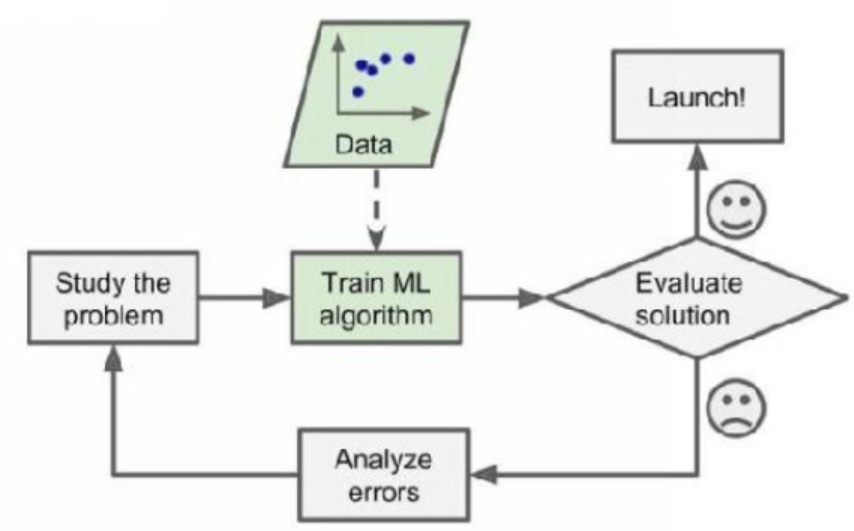 Data
Launch!
Study the
problem
Train ML
algorithm
Evaluate
solution
Analyze
errors